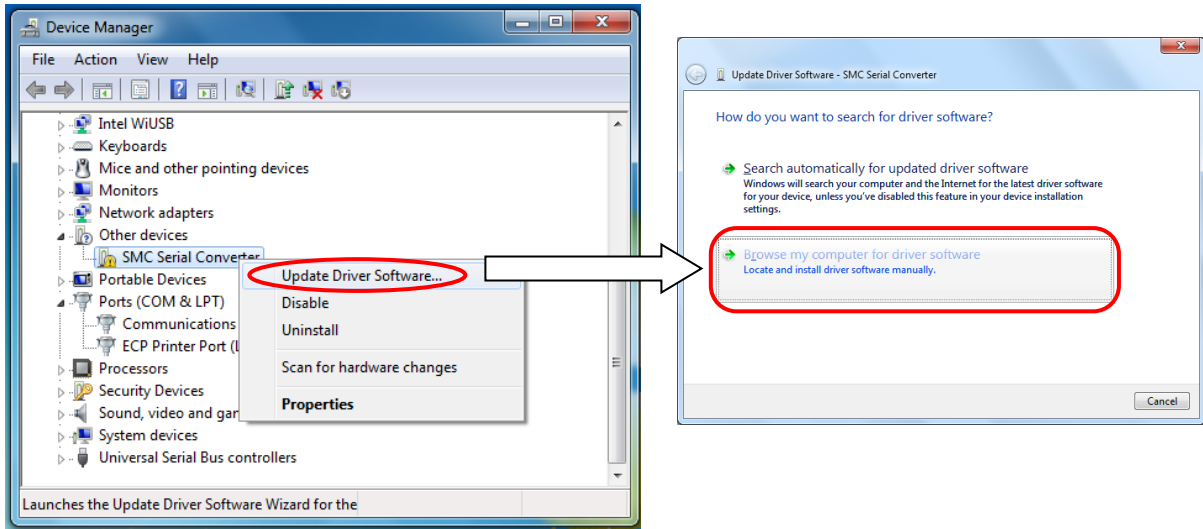 Device Manager
File Action View Help
Intel WiUSB
Keyboards
Mice and other pointing devices
Monitors
Network adapters
Other devices
SMC Serial Converter
Portable Devices
Ports (COM & LPT)
Communications
ECP Printer Port (L
Processors
Security Devices
Sound, video and gam
System devices
Universal Serial Bus controllers
Launches the Update Driver Software Wizard for the
Update Driver Software...
Disable
Uninstall
Scan for hardware changes
Properties
Update Driver Software - SMC Serial Converter
How do you want to search for driver software?
Search automatically for updated driver software
Windows will search your computer and the Internet for the latest driver software
for your device, unless you've disabled this feature in your device installation
settings.
Browse my computer for driver software
Locate and install driver software manually.
Cancel